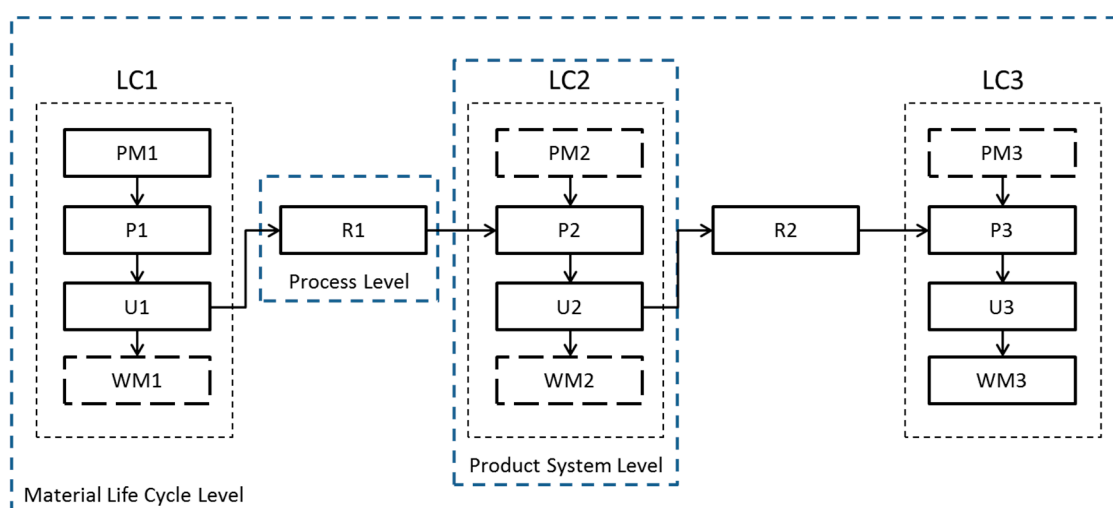 LC1
PM1
P1
U1
WM1
R1
Process Level
LC2
PM2
P2
U2
WM2
Product System Level
R2
LC3
PM3
P3
U3
WM3
Material Life Cycle Level